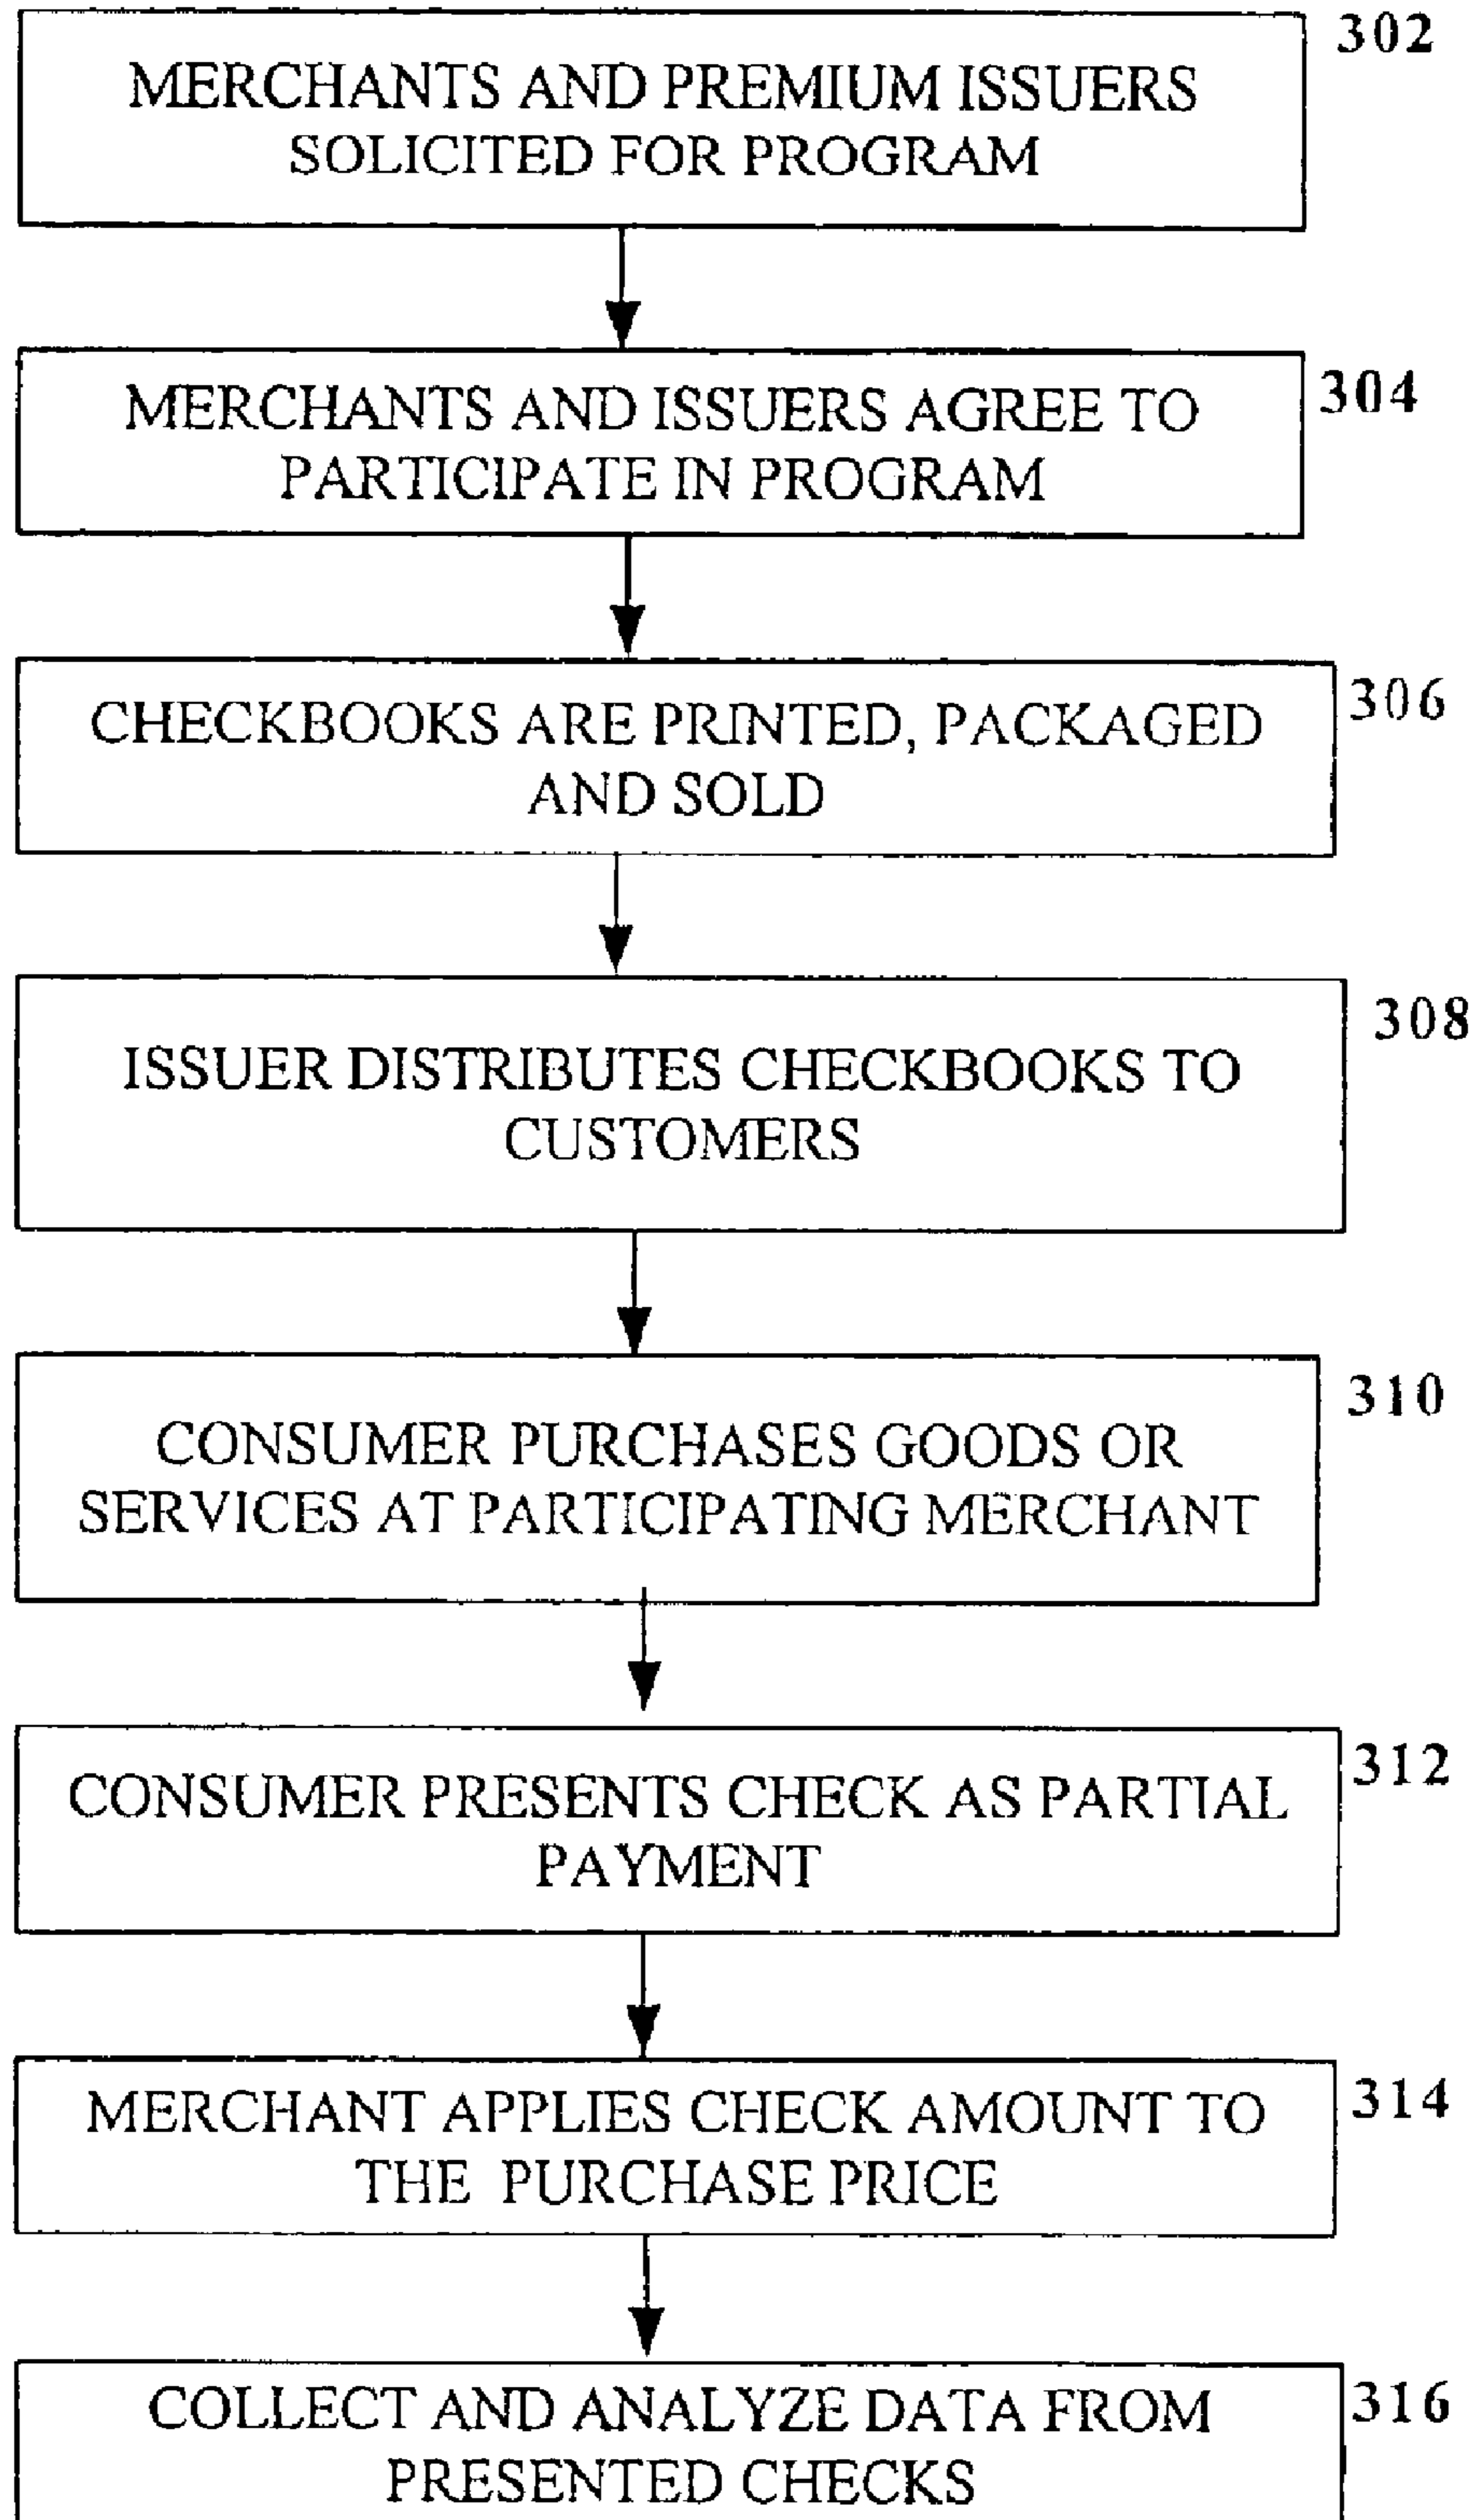 302
MERCHANTS AND PREMIUM ISSUERS
SOLICITED FOR PROGRAM
304
MERCHANTS AND ISSUERS AGREE TO
PARTICIPATE IN PROGRAM
306
CHECKBOOKS ARE PRINTED, PACKAGED
AND SOLD
308
ISSUER DISTRIBUTES CHECKBOOKS TO
CUSTOMERS
310
CONSUMER PURCHASES GOODS OR
SERVICES AT PARTICIPATING MERCHANT
312
CONSUMER PRESENTS CHECK AS PARTIAL
PAYMENT
314
MERCHANT APPLIES CHECK AMOUNT TO
THE PURCHASE PRICE
316
COLLECT AND ANALYZE DATA FROM
PRESENTED CHECKS